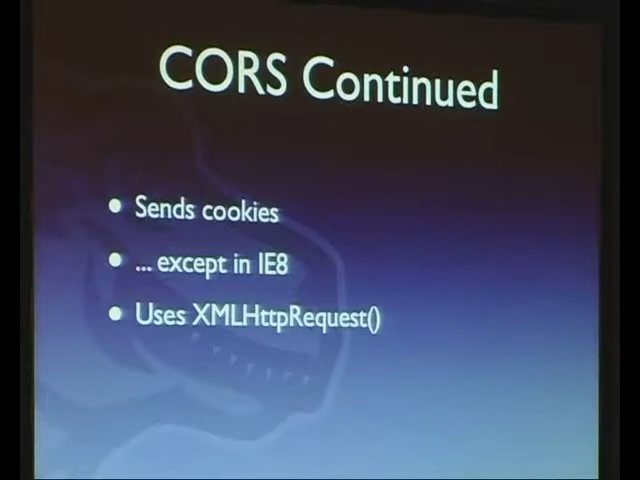 CORS Continued
• Sends cookies
• ... except in IE8
• Uses XMLHttpRequest()